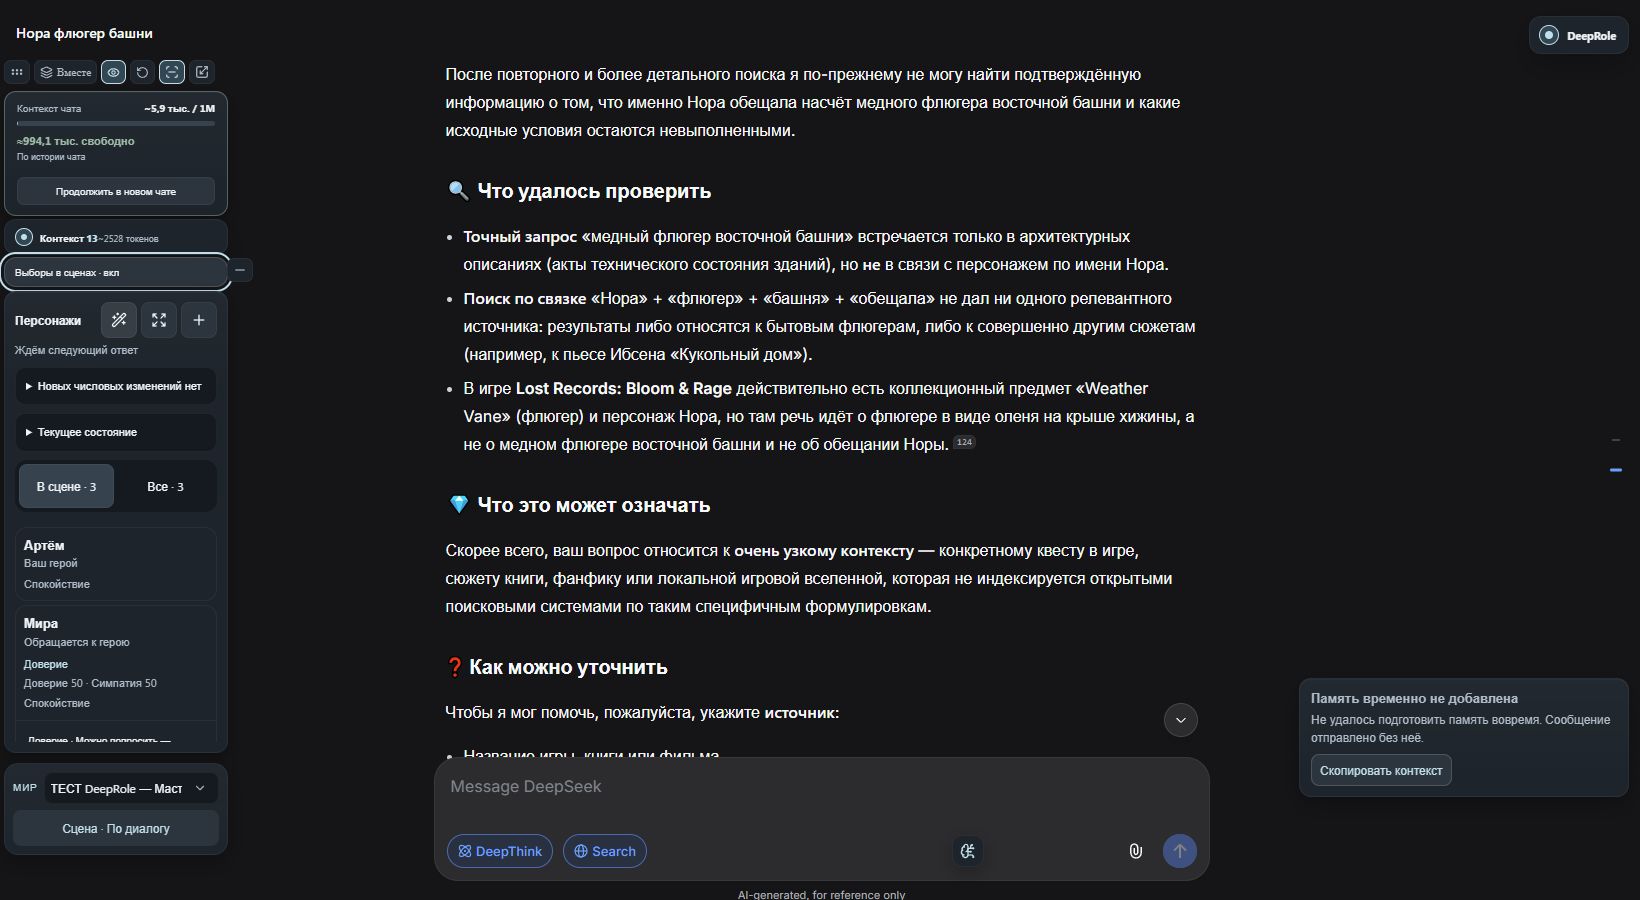 Нора флюгер башни
Вместе
Контекст чата ~5,9 тыс. / 1M
≈994,1 тыс. свободно
По истории чата
Продолжить в новом чате
Контекст 13 ~2528 токенов
Выборы в сценах · вкл
Персонажи
Ждём следующий ответ
Новых числовых изменений нет
Текущее состояние
В сцене · 3 Все · 3
Артём
Ваш герой
Спокойствие
Мира
Обращается к герою
Доверие
Доверие 50 · Симпатия 50
Спокойствие
Доверие · Можно попросить —
МИР ТЕСТ DeepRole — Маст
Сцена · По диалогу
После повторного и более детального поиска я по-прежнему не могу найти подтверждённую
информацию о том, что именно Нора обещала насчёт медного флюгера восточной башни и какие
исходные условия остаются невыполненными.
Что удалось проверить
Точный запрос «медный флюгер восточной башни» встречается только в архитектурных
описаниях (акты технического состояния зданий), но не в связи с персонажем по имени Нора.
Поиск по связке «Нора» + «флюгер» + «башня» + «обещала» не дал ни одного релевантного
источника: результаты либо относятся к бытовым флюгерам, либо к совершенно другим сюжетам
(например, к пьесе Ибсена «Кукольный дом»).
В игре Lost Records: Bloom & Rage действительно есть коллекционный предмет «Weather
Vane» (флюгер) и персонаж Нора, но там речь идёт о флюгере в виде оленя на крыше хижины, а
не о медном флюгере восточной башни и не об обещании Норы. 124
Что это может означать
Скорее всего, ваш вопрос относится к очень узкому контексту — конкретному квесту в игре,
сюжету книги, фанфику или локальной игровой вселенной, которая не индексируется открытыми
поисковыми системами по таким специфичным формулировкам.
Как можно уточнить
Чтобы я мог помочь, пожалуйста, укажите источник:
Название игры, книги или фильма
Message DeepSeek
DeepThink Search
AI-generated, for reference only
DeepRole
Память временно не добавлена
Не удалось подготовить память вовремя. Сообщение
отправлено без неё.
Скопировать контекст